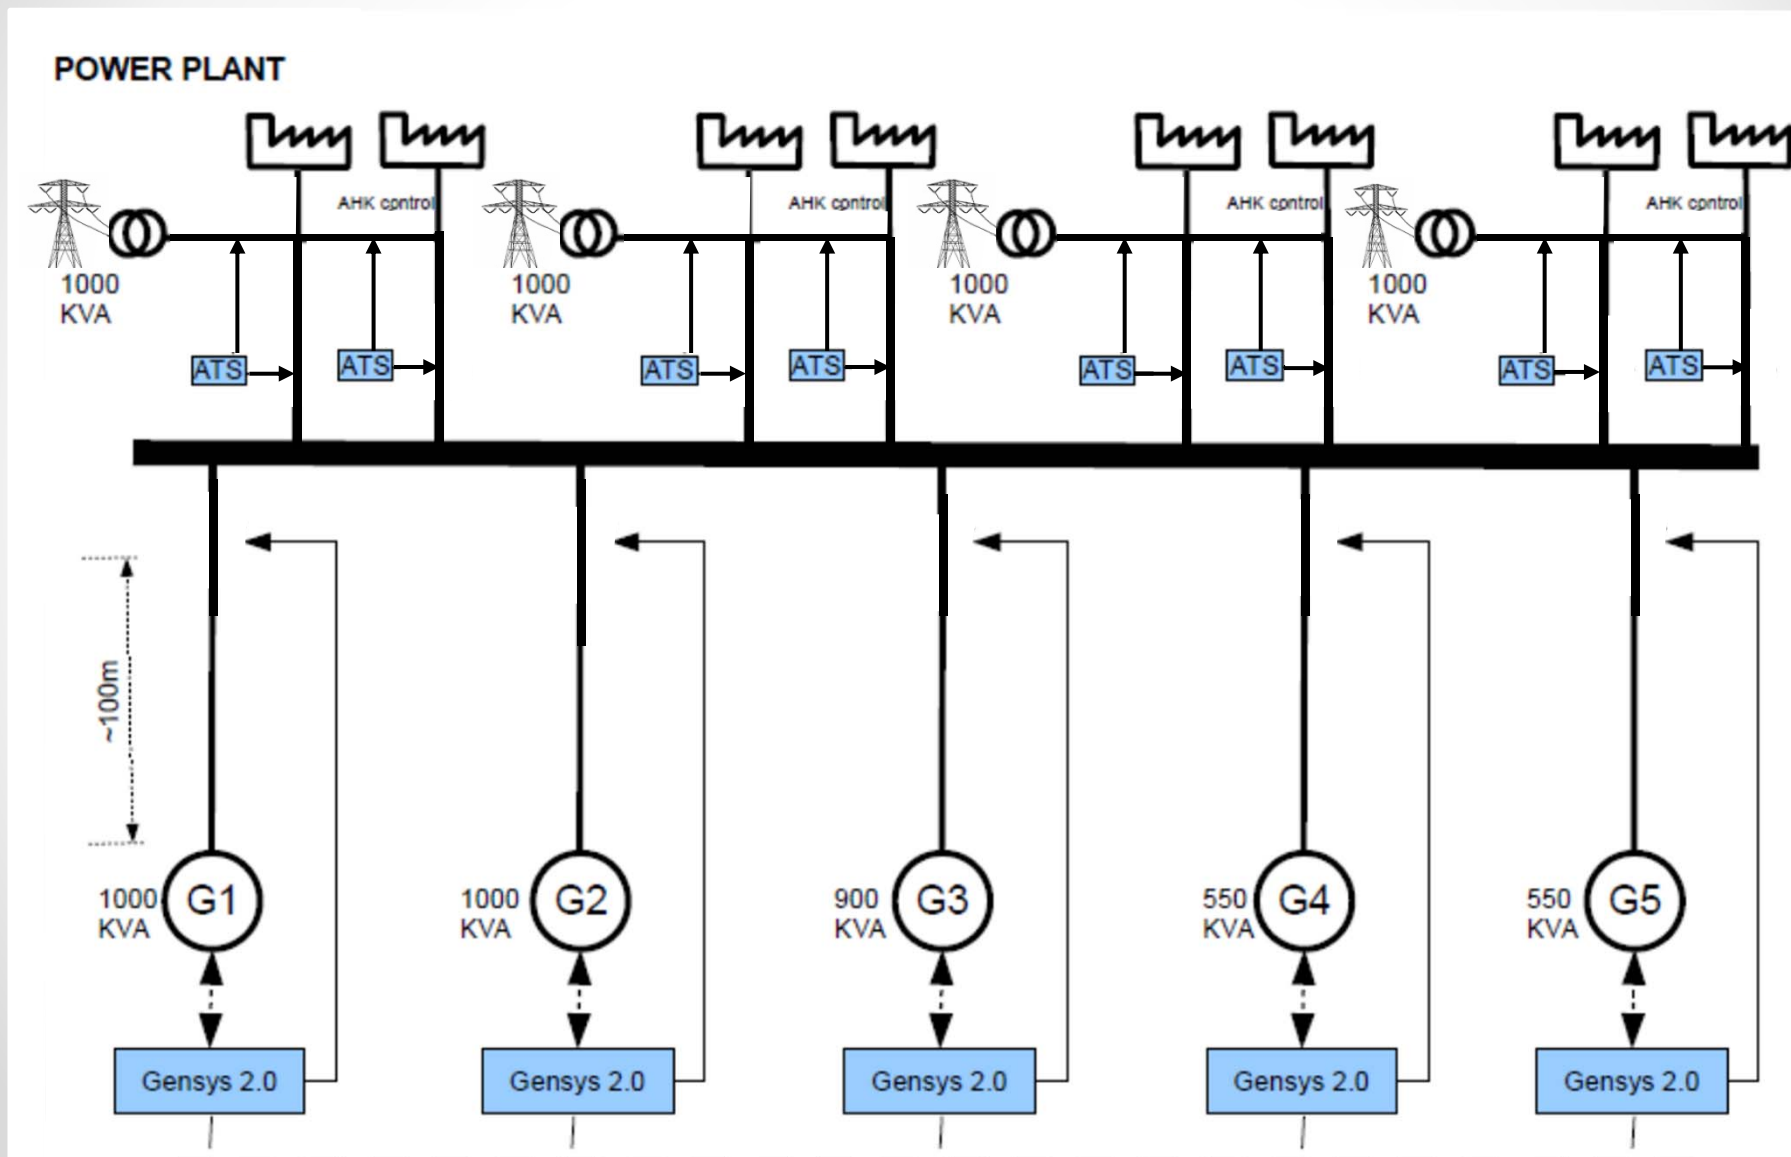 POWER PLANT
AHK control
AHK control
AHK control
AHK control
1000
KVA
1000
KVA
1000
KVA
1000
KVA
ATS
ATS
ATS
ATS
ATS
ATS
ATS
ATS
~100m
1000
KVA
G1
1000
KVA
G2
900
KVA
G3
550
KVA
G4
550
KVA
G5
Gensys 2.0
Gensys 2.0
Gensys 2.0
Gensys 2.0
Gensys 2.0